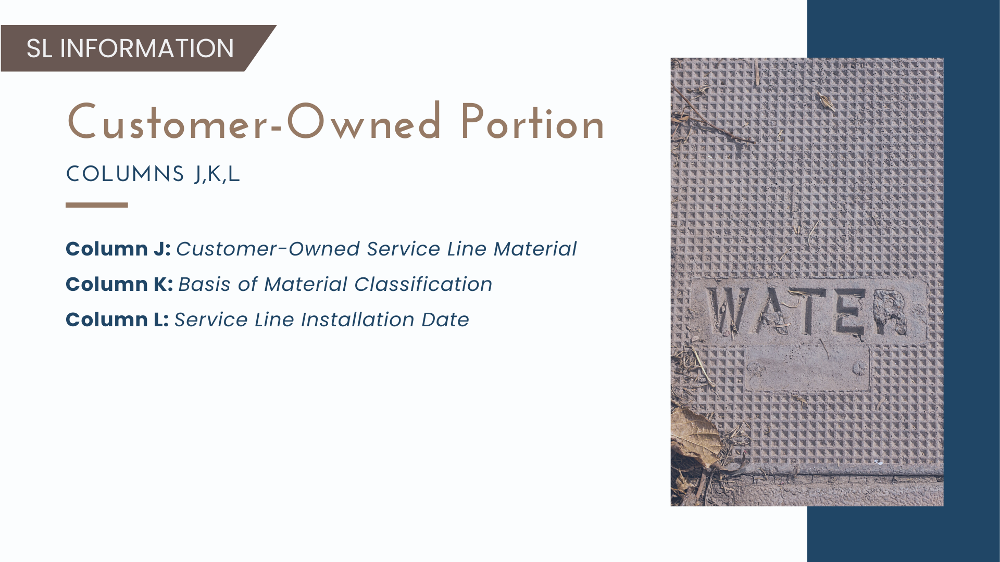 SL INFORMATION
Customer-Owned Portion
COLUMNS J,K,L
Column J: Customer-Owned Service Line Material
Column K: Basis of Material Classification
Column L: Service Line Installation Date
WATER